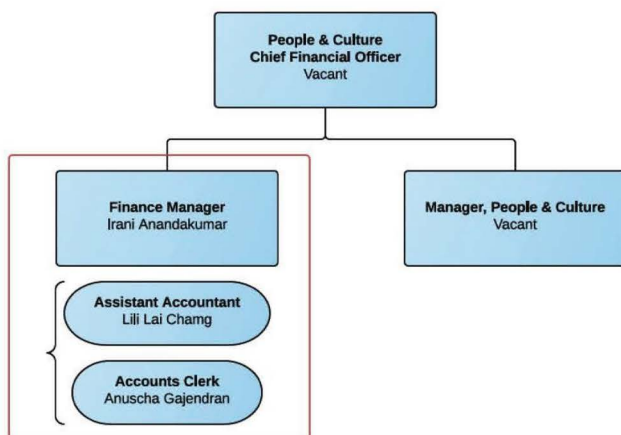 People & Culture
Chief Financial Officer
Vacant
Finance Manager
Irani Anandakumar
Manager, People & Culture
Vacant
Assistant Accountant
Lili Lai Chamg
Accounts Clerk
Anuscha Gajendran